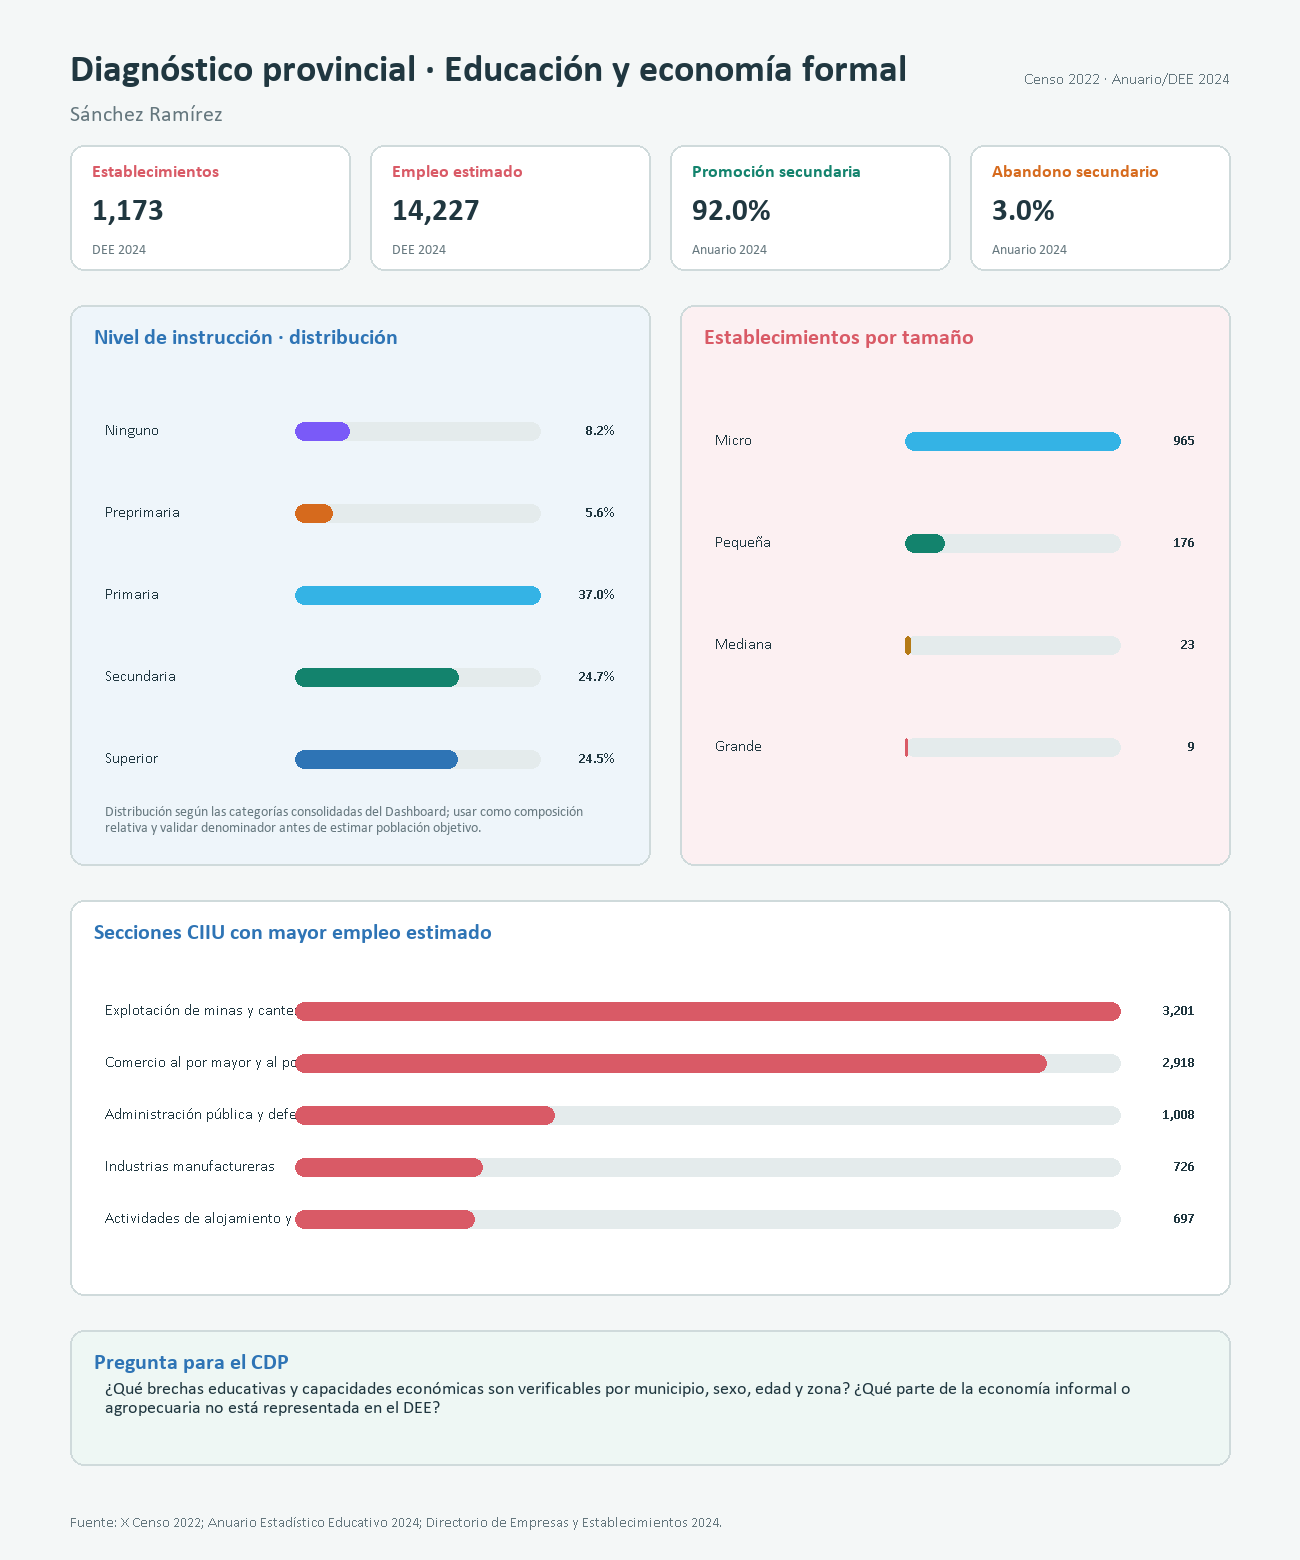 Diagnóstico provincial · Educación y economía formal
Censo 2022 · Anuario/DEE 2024
Sánchez Ramírez
Establecimientos
1,173
DEE 2024
Empleo estimado
14,227
DEE 2024
Promoción secundaria
92.0%
Anuario 2024
Abandono secundario
3.0%
Anuario 2024
Nivel de instrucción · distribución
Ninguno 8.2%
Preprimaria 5.6%
Primaria 37.0%
Secundaria 24.7%
Superior 24.5%
Distribución según las categorías consolidadas del Dashboard; usar como composición
relativa y validar denominador antes de estimar población objetivo.
Establecimientos por tamaño
Micro 965
Pequeña 176
Mediana 23
Grande 9
Secciones CIIU con mayor empleo estimado
Explotación de minas y cante 3,201
Comercio al por mayor y al po 2,918
Administración pública y defe 1,008
Industrias manufactureras 726
Actividades de alojamiento y 697
Pregunta para el CDP
¿Qué brechas educativas y capacidades económicas son verificables por municipio, sexo, edad y zona? ¿Qué parte de la economía informal o
agropecuaria no está representada en el DEE?
Fuente: X Censo 2022; Anuario Estadístico Educativo 2024; Directorio de Empresas y Establecimientos 2024.